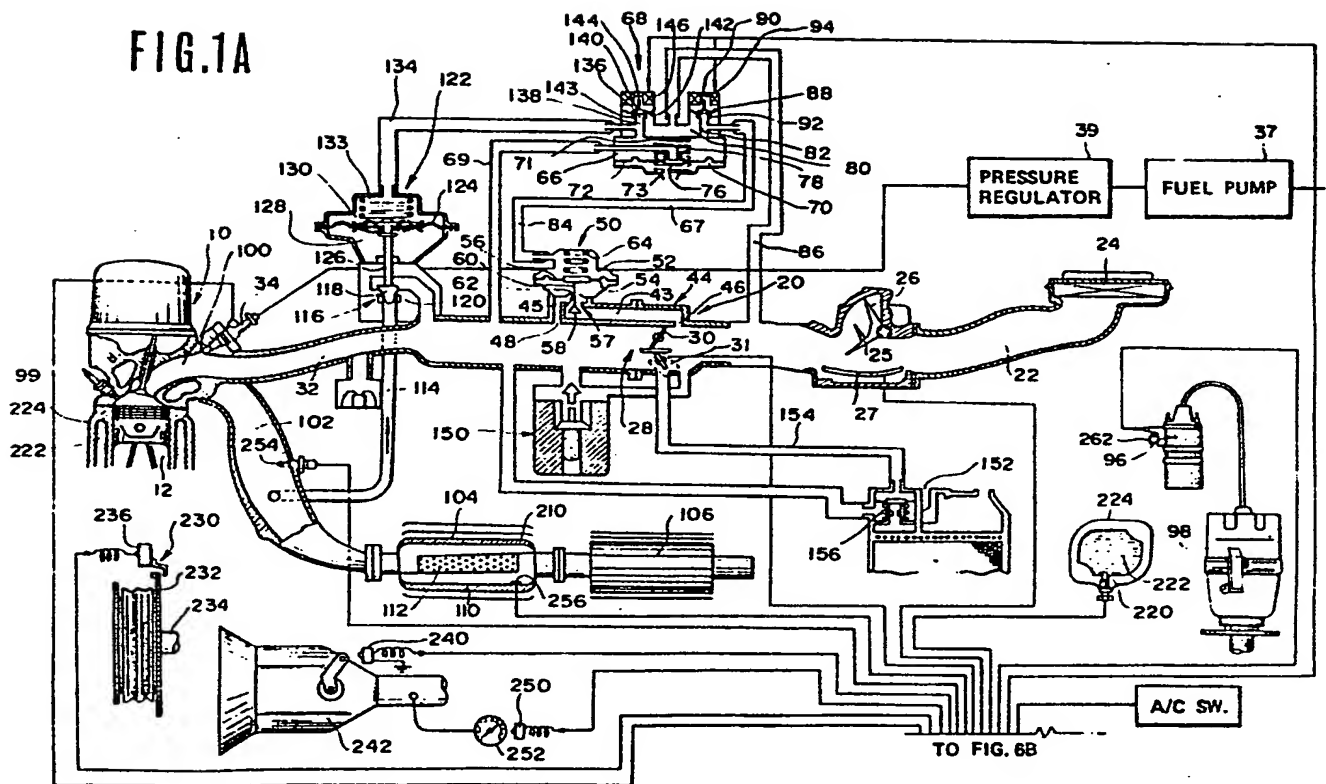 FIG.1A
144 68 146 142 90 94
140
136
134 122 143 88
138 92
133 69 82 80 39 37
130 71 66 78
124 72 73 76 70 PRESSURE REGULATOR FUEL PUMP
128 67
10 100 56 84 50 64 86 24
126 60 52 26
34 118 62 54 44 46 20
116 120 45 43 25
48 57 30
58 31
99 32 114 27 22
224 102 150 28 154 262
222 254 96
12 152
236 230 104 210 106 224 98
156
232 222
234 112 110 256 220
240
250 A/C SW.
242 252 TO FIG. 6B